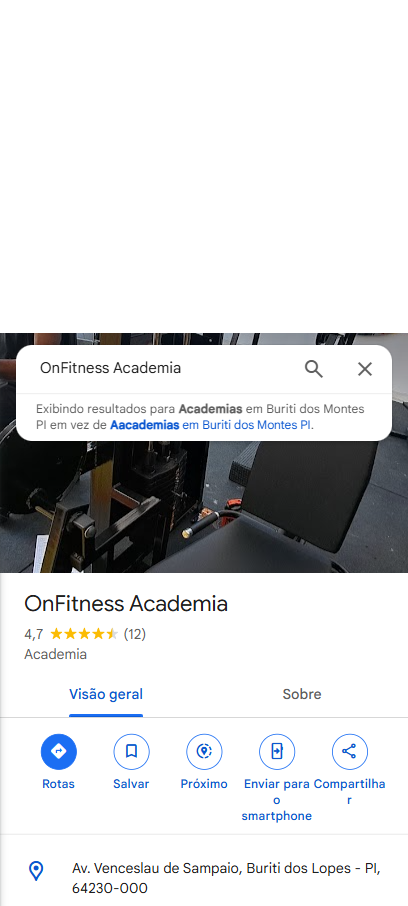 OnFitness Academia
Exibindo resultados para Academias em Buriti dos Montes
PI em vez de Aacademias em Buriti dos Montes PI.
OnFitness Academia
4,7 (12)
Academia
Visão geral
Sobre
Rotas
Salvar
Próximo
Enviar para
o
smartphone
Compartilha
r
Av. Venceslau de Sampaio, Buriti dos Lopes - PI,
64230-000